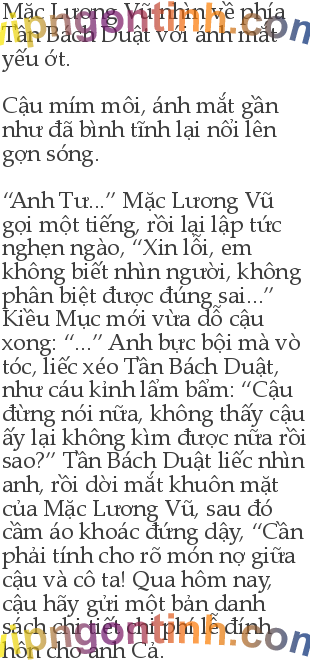 Mặc Lương Vũ nhìn về phía
Tần Bách Duật với ánh mắt
yếu ớt.
Cậu mím môi, ánh mắt gần
như đã bình tĩnh lại nổi lên
gợn sóng.
“Anh Tư...” Mặc Lương Vũ
gọi một tiếng, rồi lại lập tức
nghẹn ngào, “Xin lỗi, em
không biết nhìn người, không
phân biệt được đúng sai...”
Kiều Mục mới vừa dỗ cậu
xong: “...” Anh bực bội mà vò
tóc, liếc xéo Tần Bách Duật,
như cáu kỉnh lẩm bẩm: “Cậu
đừng nói nữa, không thấy cậu
ấy lại không kìm được nữa rồi
sao?” Tần Bách Duật liếc nhìn
anh, rồi dời mắt khuôn mặt
của Mặc Lương Vũ, sau đó
cầm áo khoác đứng dậy, “Cần
phải tính cho rõ món nợ giữa
cậu và cô ta! Qua hôm nay,
cậu hãy gửi một bản danh
sách chi tiết chi phí lễ đính
hôn cho anh Cả.
mpngontinh.com
mpngontinh.com